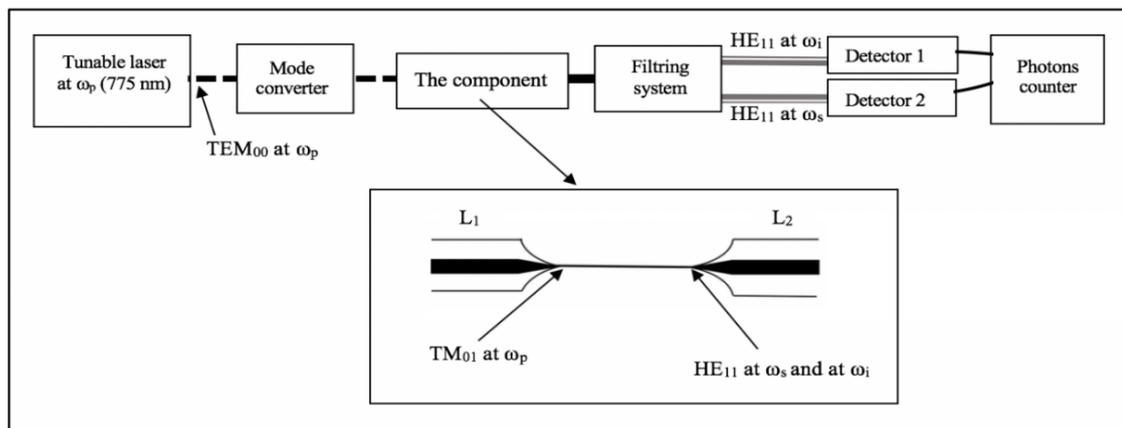 Tunable laser
at ωₚ (775 nm)
Mode
converter
The component
Filtring
system
HE₁₁ at ωᵢ
HE₁₁ at ωₛ
Detector 1
Detector 2
Photons
counter
TEM₀₀ at ωₚ
L₁
L₂
TM₀₁ at ωₚ
HE₁₁ at ωₛ and at ωᵢ